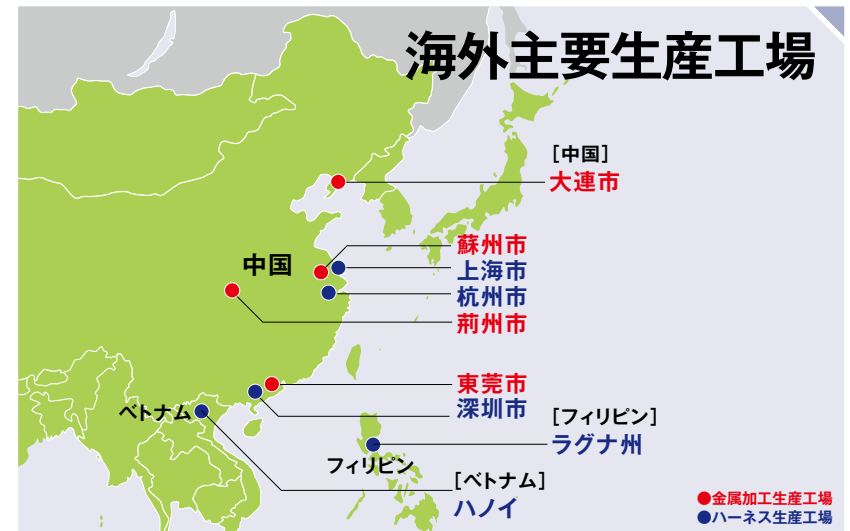 海外主要生産工場
[中国]
大連市
中国
蘇州市
上海市
杭州市
荊州市
東莞市
深圳市
ベトナム
[フィリピン]
ラグナ州
フィリピン
[ベトナム]
ハノイ
●金属加工生産工場
●ハーネス生産工場